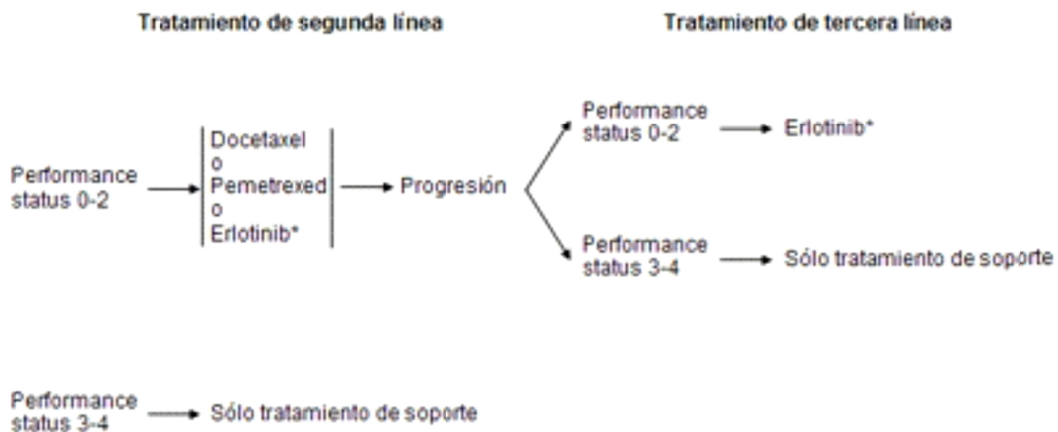 Tratamiento de segunda línea
Tratamiento de tercera línea
Performance
status 0-2
Docetaxel
o
Pemetrexed
o
Erlotinib*
Progresión
Performance
status 0-2
Erlotinib*
Performance
status 3-4
Sólo tratamiento de soporte
Performance
status 3-4
Sólo tratamiento de soporte